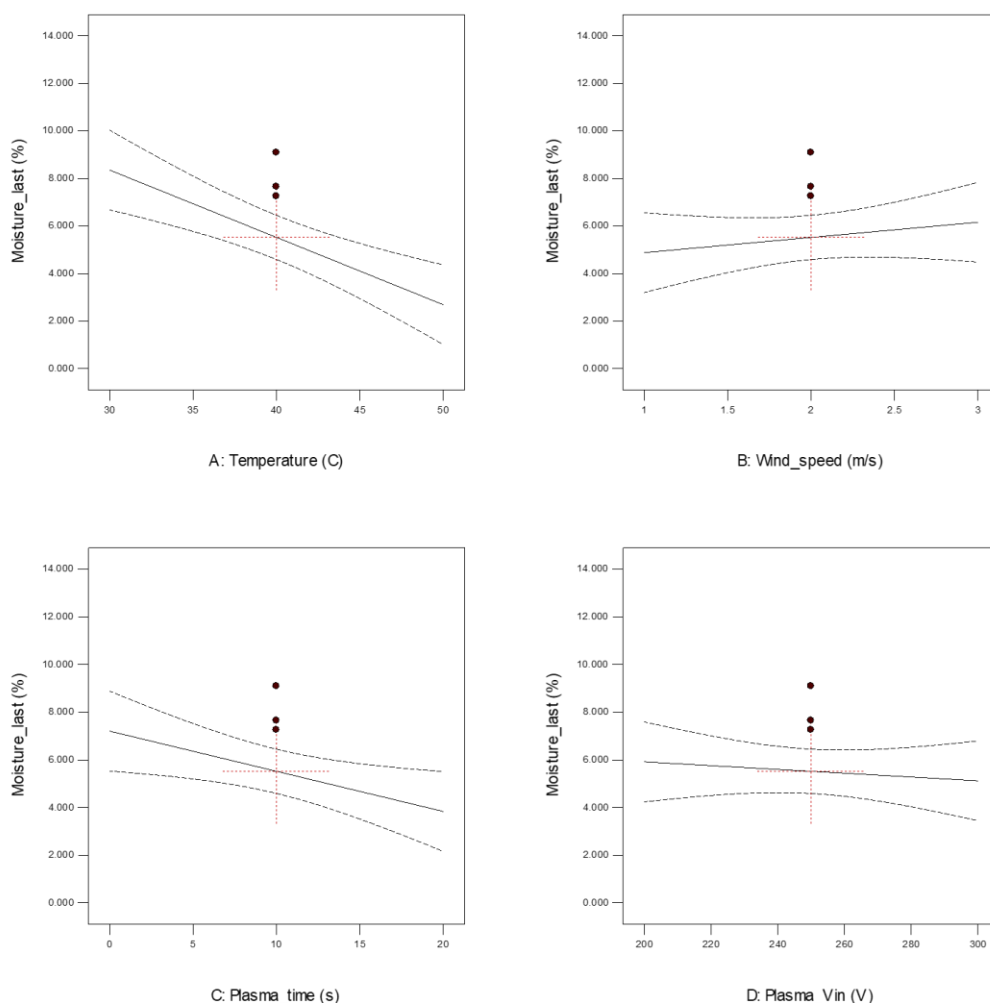 14.000
12.000
10.000
8.000
6.000
4.000
2.000
0.000
Moisture_last (%)
30 35 40 45 50
A: Temperature (C)
14.000
12.000
10.000
8.000
6.000
4.000
2.000
0.000
Moisture_last (%)
1 1.5 2 2.5 3
B: Wind_speed (m/s)
14.000
12.000
10.000
8.000
6.000
4.000
2.000
0.000
Moisture_last (%)
0 5 10 15 20
C: Plasma_time (s)
14.000
12.000
10.000
8.000
6.000
4.000
2.000
0.000
Moisture_last (%)
200 220 240 260 280 300
D: Plasma_Vin (V)